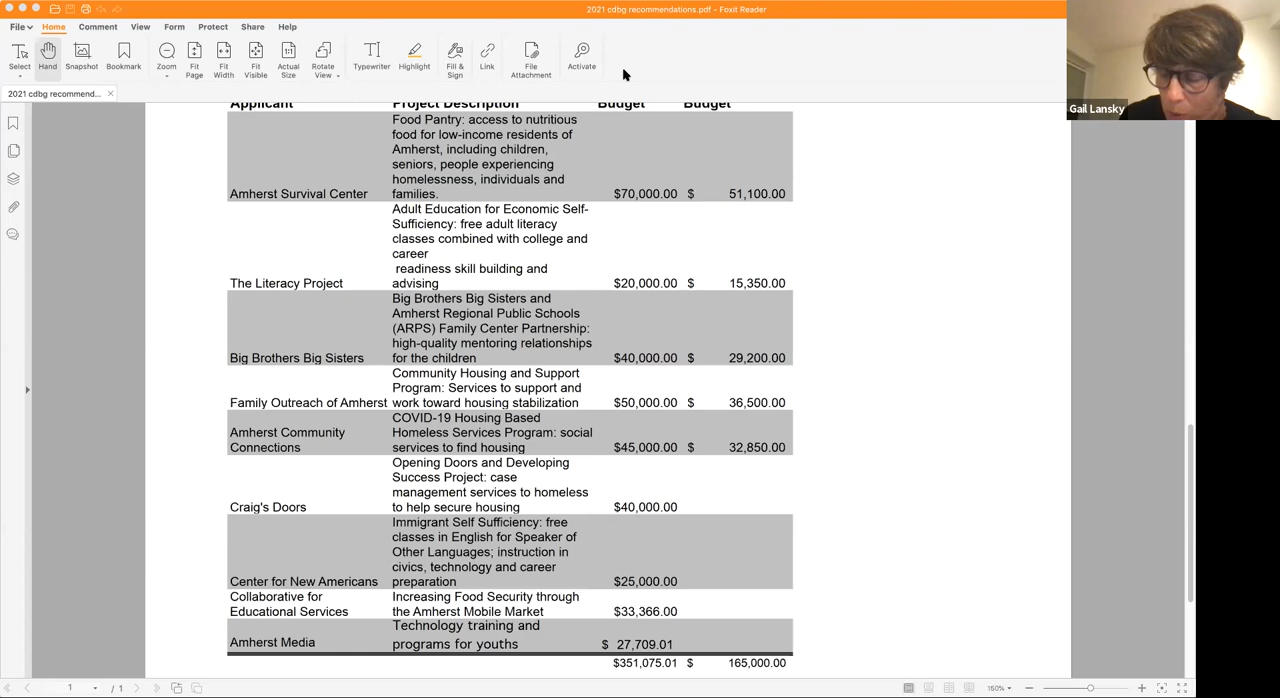 2021 cdbg recommendations.pdf - Foxit Reader
File Home Comment View Form Protect Share Help
Select Hand Snapshot Bookmark Zoom Fit Page Fit Width Fit Visible Actual Size Rotate View Typewriter Highlight Fill & Sign Link File Attachment Activate
2021 cdbg recommend...
Gail Lansky
Applicant Project Description Budget Budget
Food Pantry: access to nutritious
food for low-income residents of
Amherst, including children,
seniors, people experiencing
homelessness, individuals and
Amherst Survival Center families. $70,000.00 $ 51,100.00
Adult Education for Economic Self-
Sufficiency: free adult literacy
classes combined with college and
career
readiness skill building and
The Literacy Project advising $20,000.00 $ 15,350.00
Big Brothers Big Sisters and
Amherst Regional Public Schools
(ARPS) Family Center Partnership:
high-quality mentoring relationships
Big Brothers Big Sisters for the children $40,000.00 $ 29,200.00
Community Housing and Support
Program: Services to support and
Family Outreach of Amherst work toward housing stabilization $50,000.00 $ 36,500.00
COVID-19 Housing Based
Amherst Community Homeless Services Program: social
Connections services to find housing $45,000.00 $ 32,850.00
Opening Doors and Developing
Success Project: case
management services to homeless
Craig's Doors to help secure housing $40,000.00
Immigrant Self Sufficiency: free
classes in English for Speaker of
Other Languages; instruction in
civics, technology and career
Center for New Americans preparation $25,000.00
Collaborative for Increasing Food Security through
Educational Services the Amherst Mobile Market $33,366.00
Technology training and
Amherst Media programs for youths $ 27,709.01
$351,075.01 $ 165,000.00
1 / 1 150%